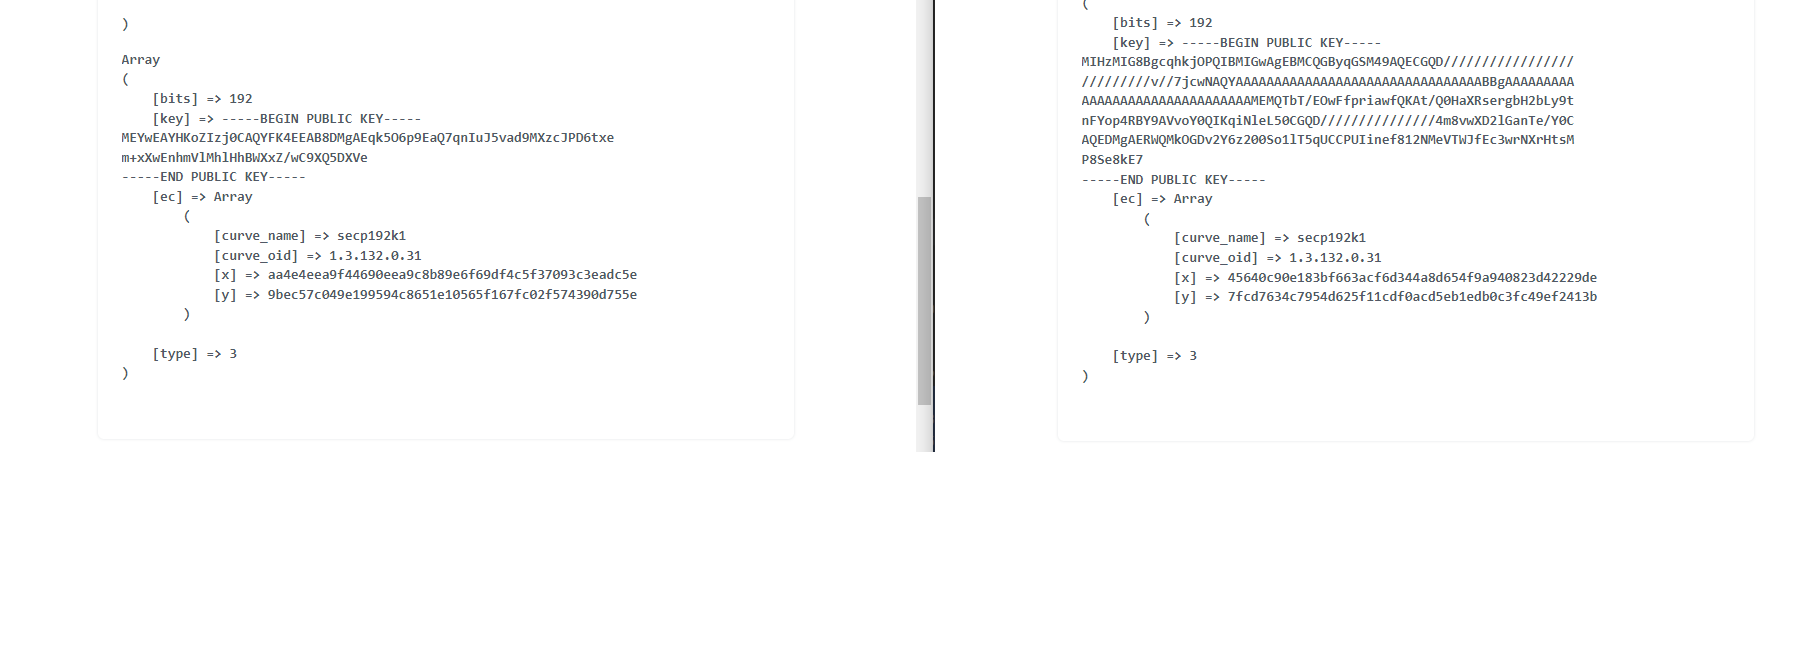 )
Array
(
[bits] => 192
[key] => -----BEGIN PUBLIC KEY-----
MEYwEAYHKoZIzj0CAQYFK4EEAB8DMgAEqk5O6p9EaQ7qnIuJ5vad9MXzcJPD6txe
m+xXwEnhmVlMhlHhBWXxZ/wC9XQ5DXVe
-----END PUBLIC KEY-----
[ec] => Array
(
[curve_name] => secp192k1
[curve_oid] => 1.3.132.0.31
[x] => aa4e4eea9f44690eea9c8b89e6f69df4c5f37093c3eadc5e
[y] => 9bec57c049e199594c8651e10565f167fc02f574390d755e
)
[type] => 3
)
(
[bits] => 192
[key] => -----BEGIN PUBLIC KEY-----
MIHzMIG8BgcqhkjOPQIBMIGwAgEBMCQGByqGSM49AQECGQD/////////////////
/////////v//7jcwNAQYAAAAAAAAAAAAAAAAAAAAAAAAAAAAAAAABBgAAAAAAAAA
AAAAAAAAAAAAAAAAAAAAAAMEMQTbT/EOwFfpriawfQKAt/Q0HaXRsergbH2bLy9t
nFYop4RBY9AVvoY0QIKqiNleL50CGQD///////////////4m8vwXD2lGanTe/Y0C
AQEDMgAERWQMkOGDv2Y6z200So1lT5qUCCPUIinef812NMeVTWJfEc3wrNXrHtsM
P8Se8kE7
-----END PUBLIC KEY-----
[ec] => Array
(
[curve_name] => secp192k1
[curve_oid] => 1.3.132.0.31
[x] => 45640c90e183bf663acf6d344a8d654f9a940823d42229de
[y] => 7fcd7634c7954d625f11cdf0acd5eb1edb0c3fc49ef2413b
)
[type] => 3
)